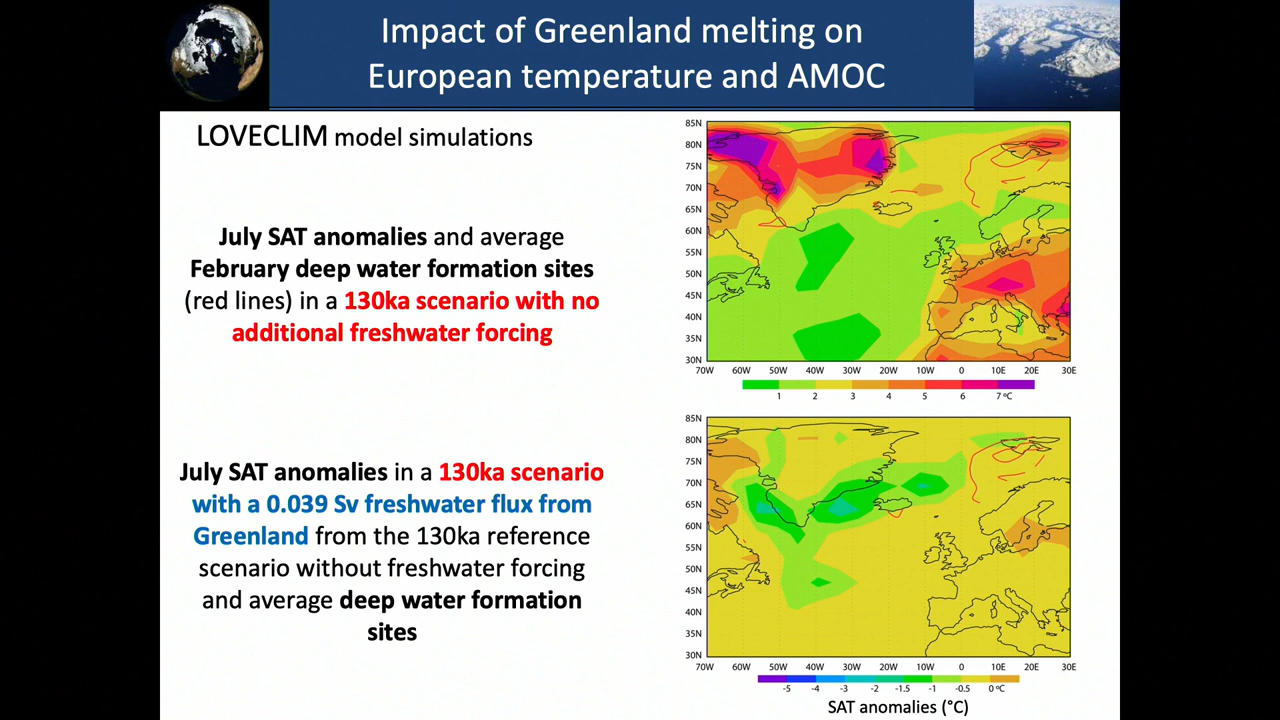 Impact of Greenland melting on
European temperature and AMOC
LOVECLIM model simulations
July SAT anomalies and average
February deep water formation sites
(red lines) in a 130ka scenario with no
additional freshwater forcing
85N
80N
75N
70N
65N
60N
55N
50N
45N
40N
35N
30N
70W 60W 50W 40W 30W 20W 10W 0 10E 20E 30E
1 2 3 4 5 6 7 ºC
July SAT anomalies in a 130ka scenario
with a 0.039 Sv freshwater flux from
Greenland from the 130ka reference
scenario without freshwater forcing
and average deep water formation
sites
85N
80N
75N
70N
65N
60N
55N
50N
45N
40N
35N
30N
70W 60W 50W 40W 30W 20W 10W 0 10E 20E 30E
-5 -4 -3 -2 -1.5 -1 -0.5 0 ºC
SAT anomalies (°C)